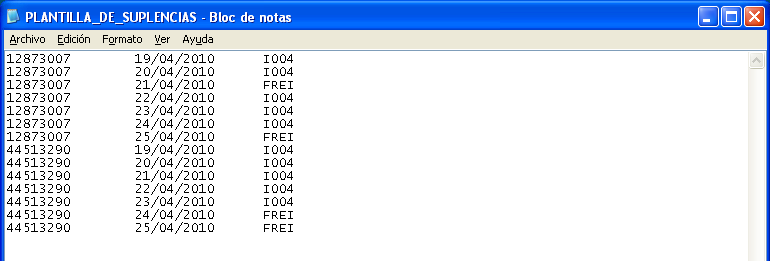 PLANTILLA_DE_SUPLENCIAS - Bloc de notas
Archivo Edición Formato Ver Ayuda
12873007 19/04/2010 I004
12873007 20/04/2010 I004
12873007 21/04/2010 FREI
12873007 22/04/2010 I004
12873007 23/04/2010 I004
12873007 24/04/2010 I004
12873007 25/04/2010 FREI
44513290 19/04/2010 I004
44513290 20/04/2010 I004
44513290 21/04/2010 I004
44513290 22/04/2010 I004
44513290 23/04/2010 I004
44513290 24/04/2010 FREI
44513290 25/04/2010 FREI